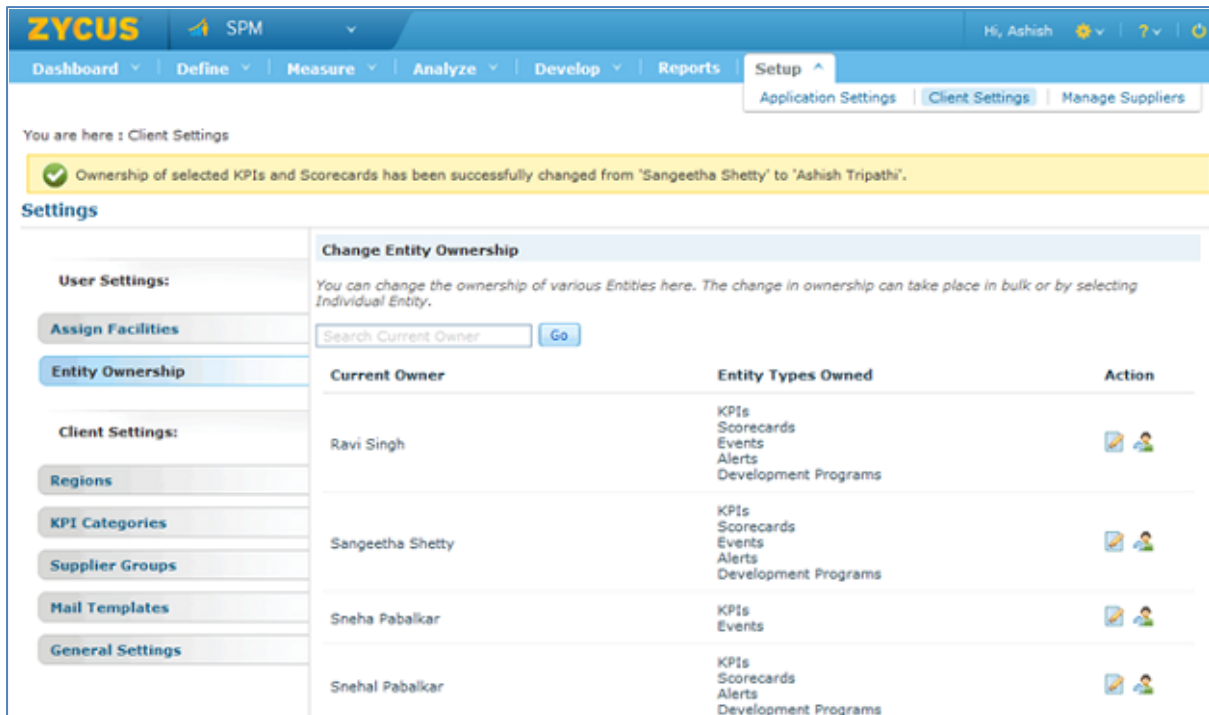 ZYCUS SPM Hi, Ashish ?
Dashboard Define Measure Analyze Develop Reports Setup
Application Settings Client Settings Manage Suppliers
You are here : Client Settings
Ownership of selected KPIs and Scorecards has been successfully changed from 'Sangeetha Shetty' to 'Ashish Tripathi'.
Settings
User Settings:
Assign Facilities
Entity Ownership
Client Settings:
Regions
KPI Categories
Supplier Groups
Mail Templates
General Settings
Change Entity Ownership
You can change the ownership of various Entities here. The change in ownership can take place in bulk or by selecting
Individual Entity.
Search Current Owner Go
Current Owner Entity Types Owned Action
KPIs
Scorecards
Ravi Singh Events
Alerts
Development Programs
KPIs
Scorecards
Sangeetha Shetty Events
Alerts
Development Programs
Sneha Pabalkar KPIs
Events
KPIs
Scorecards
Snehal Pabalkar Alerts
Development Programs